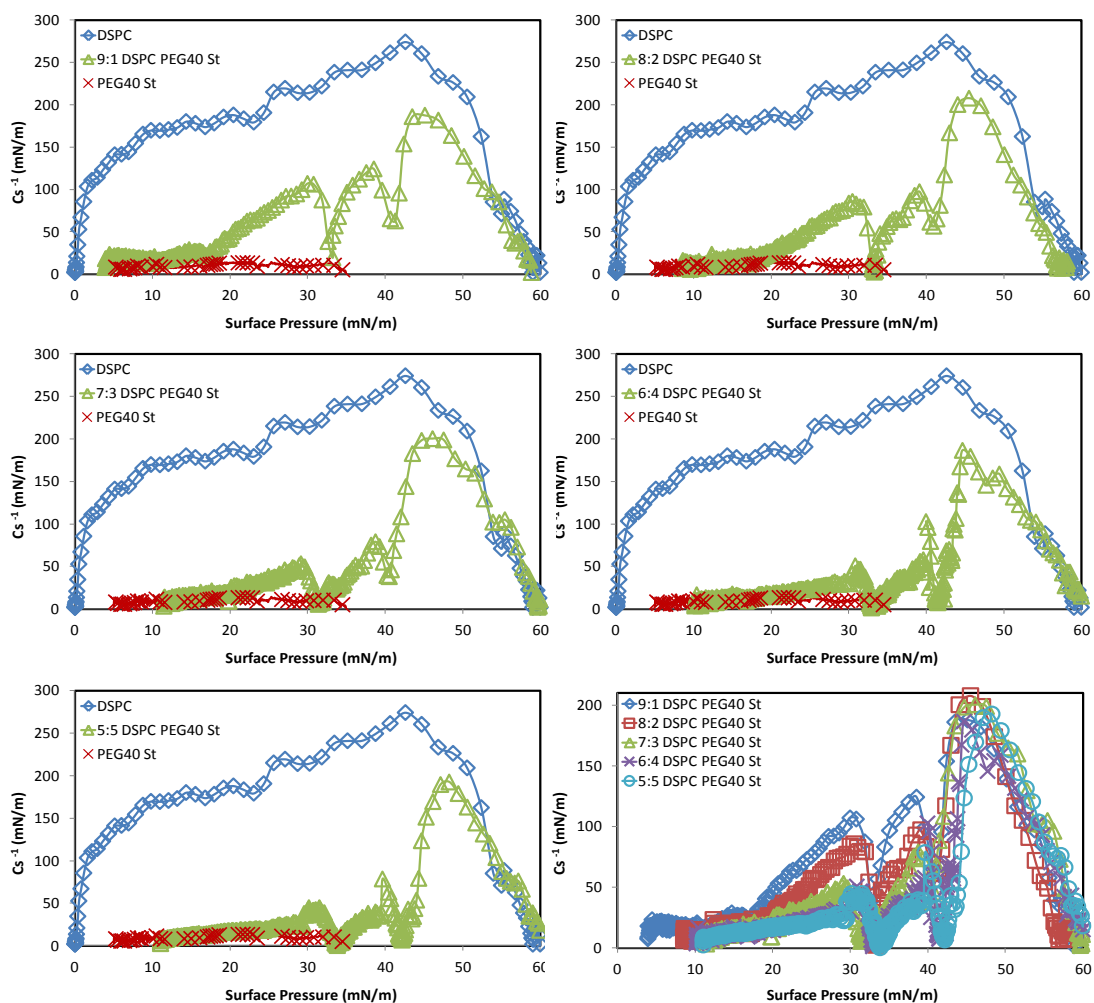 300
250
200
150
100
50
0
Cs⁻¹ (mN/m)
DSPC
9:1 DSPC PEG40 St
PEG40 St
0 10 20 30 40 50 60
Surface Pressure (mN/m)
300
250
200
150
100
50
0
(mN/m)
DSPC
8:2 DSPC PEG40 St
PEG40 St
0 10 20 30 40 50 60
Surface Pressure (mN/m)
300
250
200
150
100
50
0
Cs⁻¹ (mN/m)
DSPC
7:3 DSPC PEG40 St
PEG40 St
0 10 20 30 40 50 60
Surface Pressure (mN/m)
300
250
200
150
100
50
0
(mN/m)
DSPC
6:4 DSPC PEG40 St
PEG40 St
0 10 20 30 40 50 60
Surface Pressure (mN/m)
300
250
200
150
100
50
0
Cs⁻¹ (mN/m)
DSPC
5:5 DSPC PEG40 St
PEG40 St
0 10 20 30 40 50 60
Surface Pressure (mN/m)
200
150
100
50
0
Cs⁻¹ (mN/m)
9:1 DSPC PEG40 St
8:2 DSPC PEG40 St
7:3 DSPC PEG40 St
6:4 DSPC PEG40 St
5:5 DSPC PEG40 St
0 10 20 30 40 50 60
Surface Pressure (mN/m)